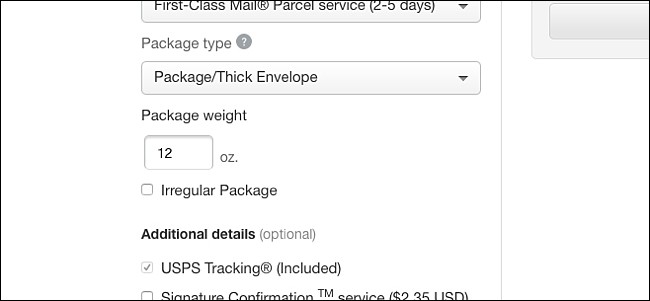 First-Class Mail® Parcel service (2-5 days)
Package type ?
Package/Thick Envelope
Package weight
12 oz.
Irregular Package
Additional details (optional)
USPS Tracking® (Included)
Signature Confirmation ™ service ($2.35 USD)